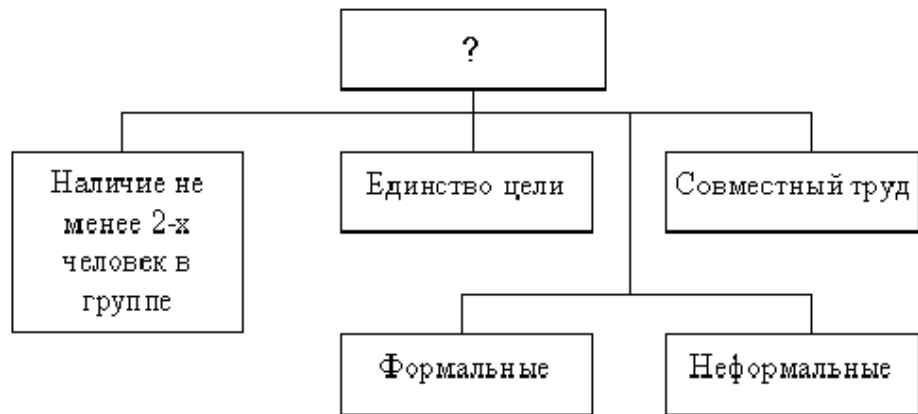 ?
Наличие не
менее 2-х
человек в
группе
Единство цели
Совместный труд
Формальные
Неформальные